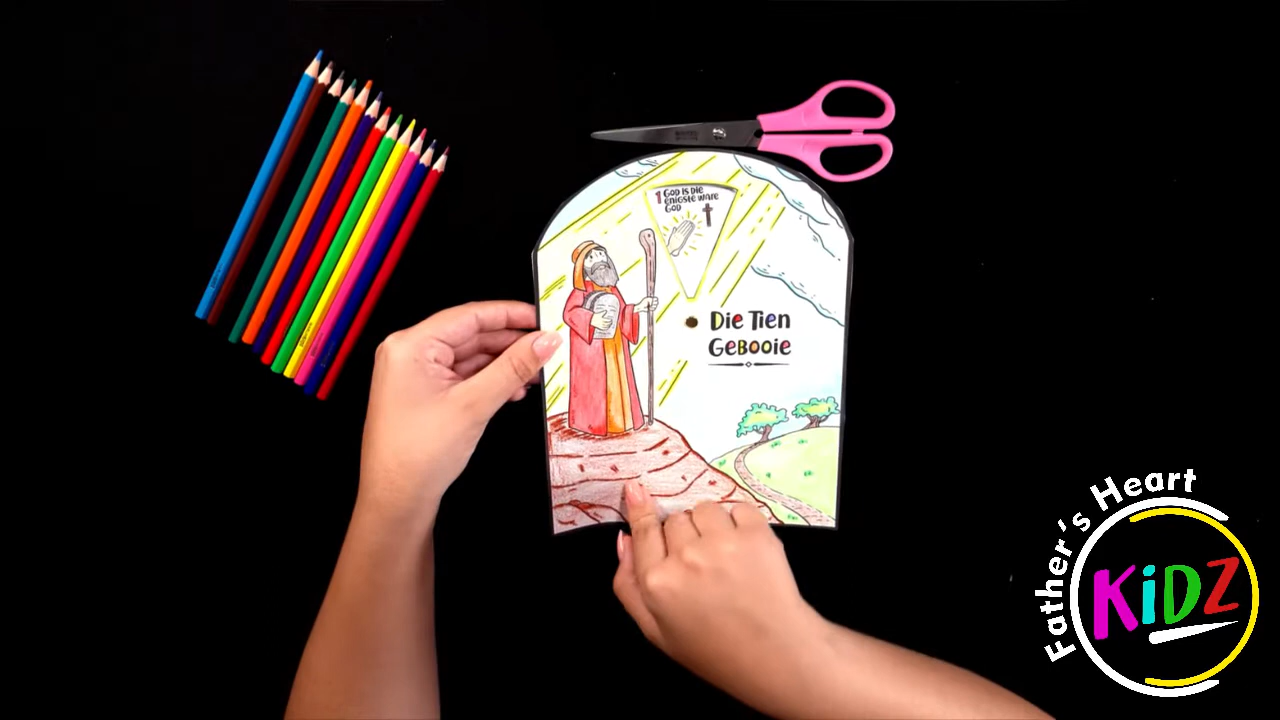 1 GOD IS DIE
ENIGSTE WARE
GOD
Die Tien
Gebooie
Father's Heart
KiDZ